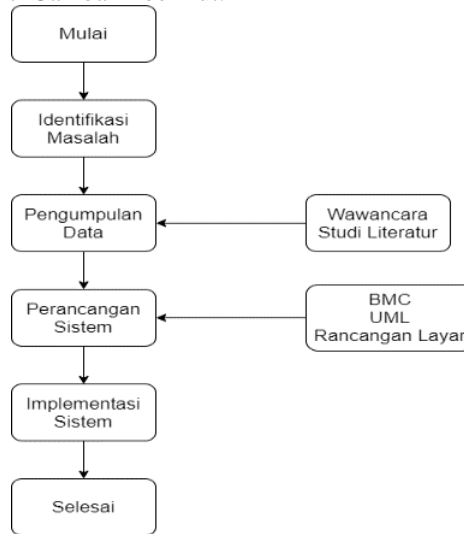 Mulai
Identifikasi
Masalah
Pengumpulan
Data
Wawancara
Studi Literatur
Perancangan
Sistem
BMC
UML
Rancangan Layar
Implementasi
Sistem
Selesai